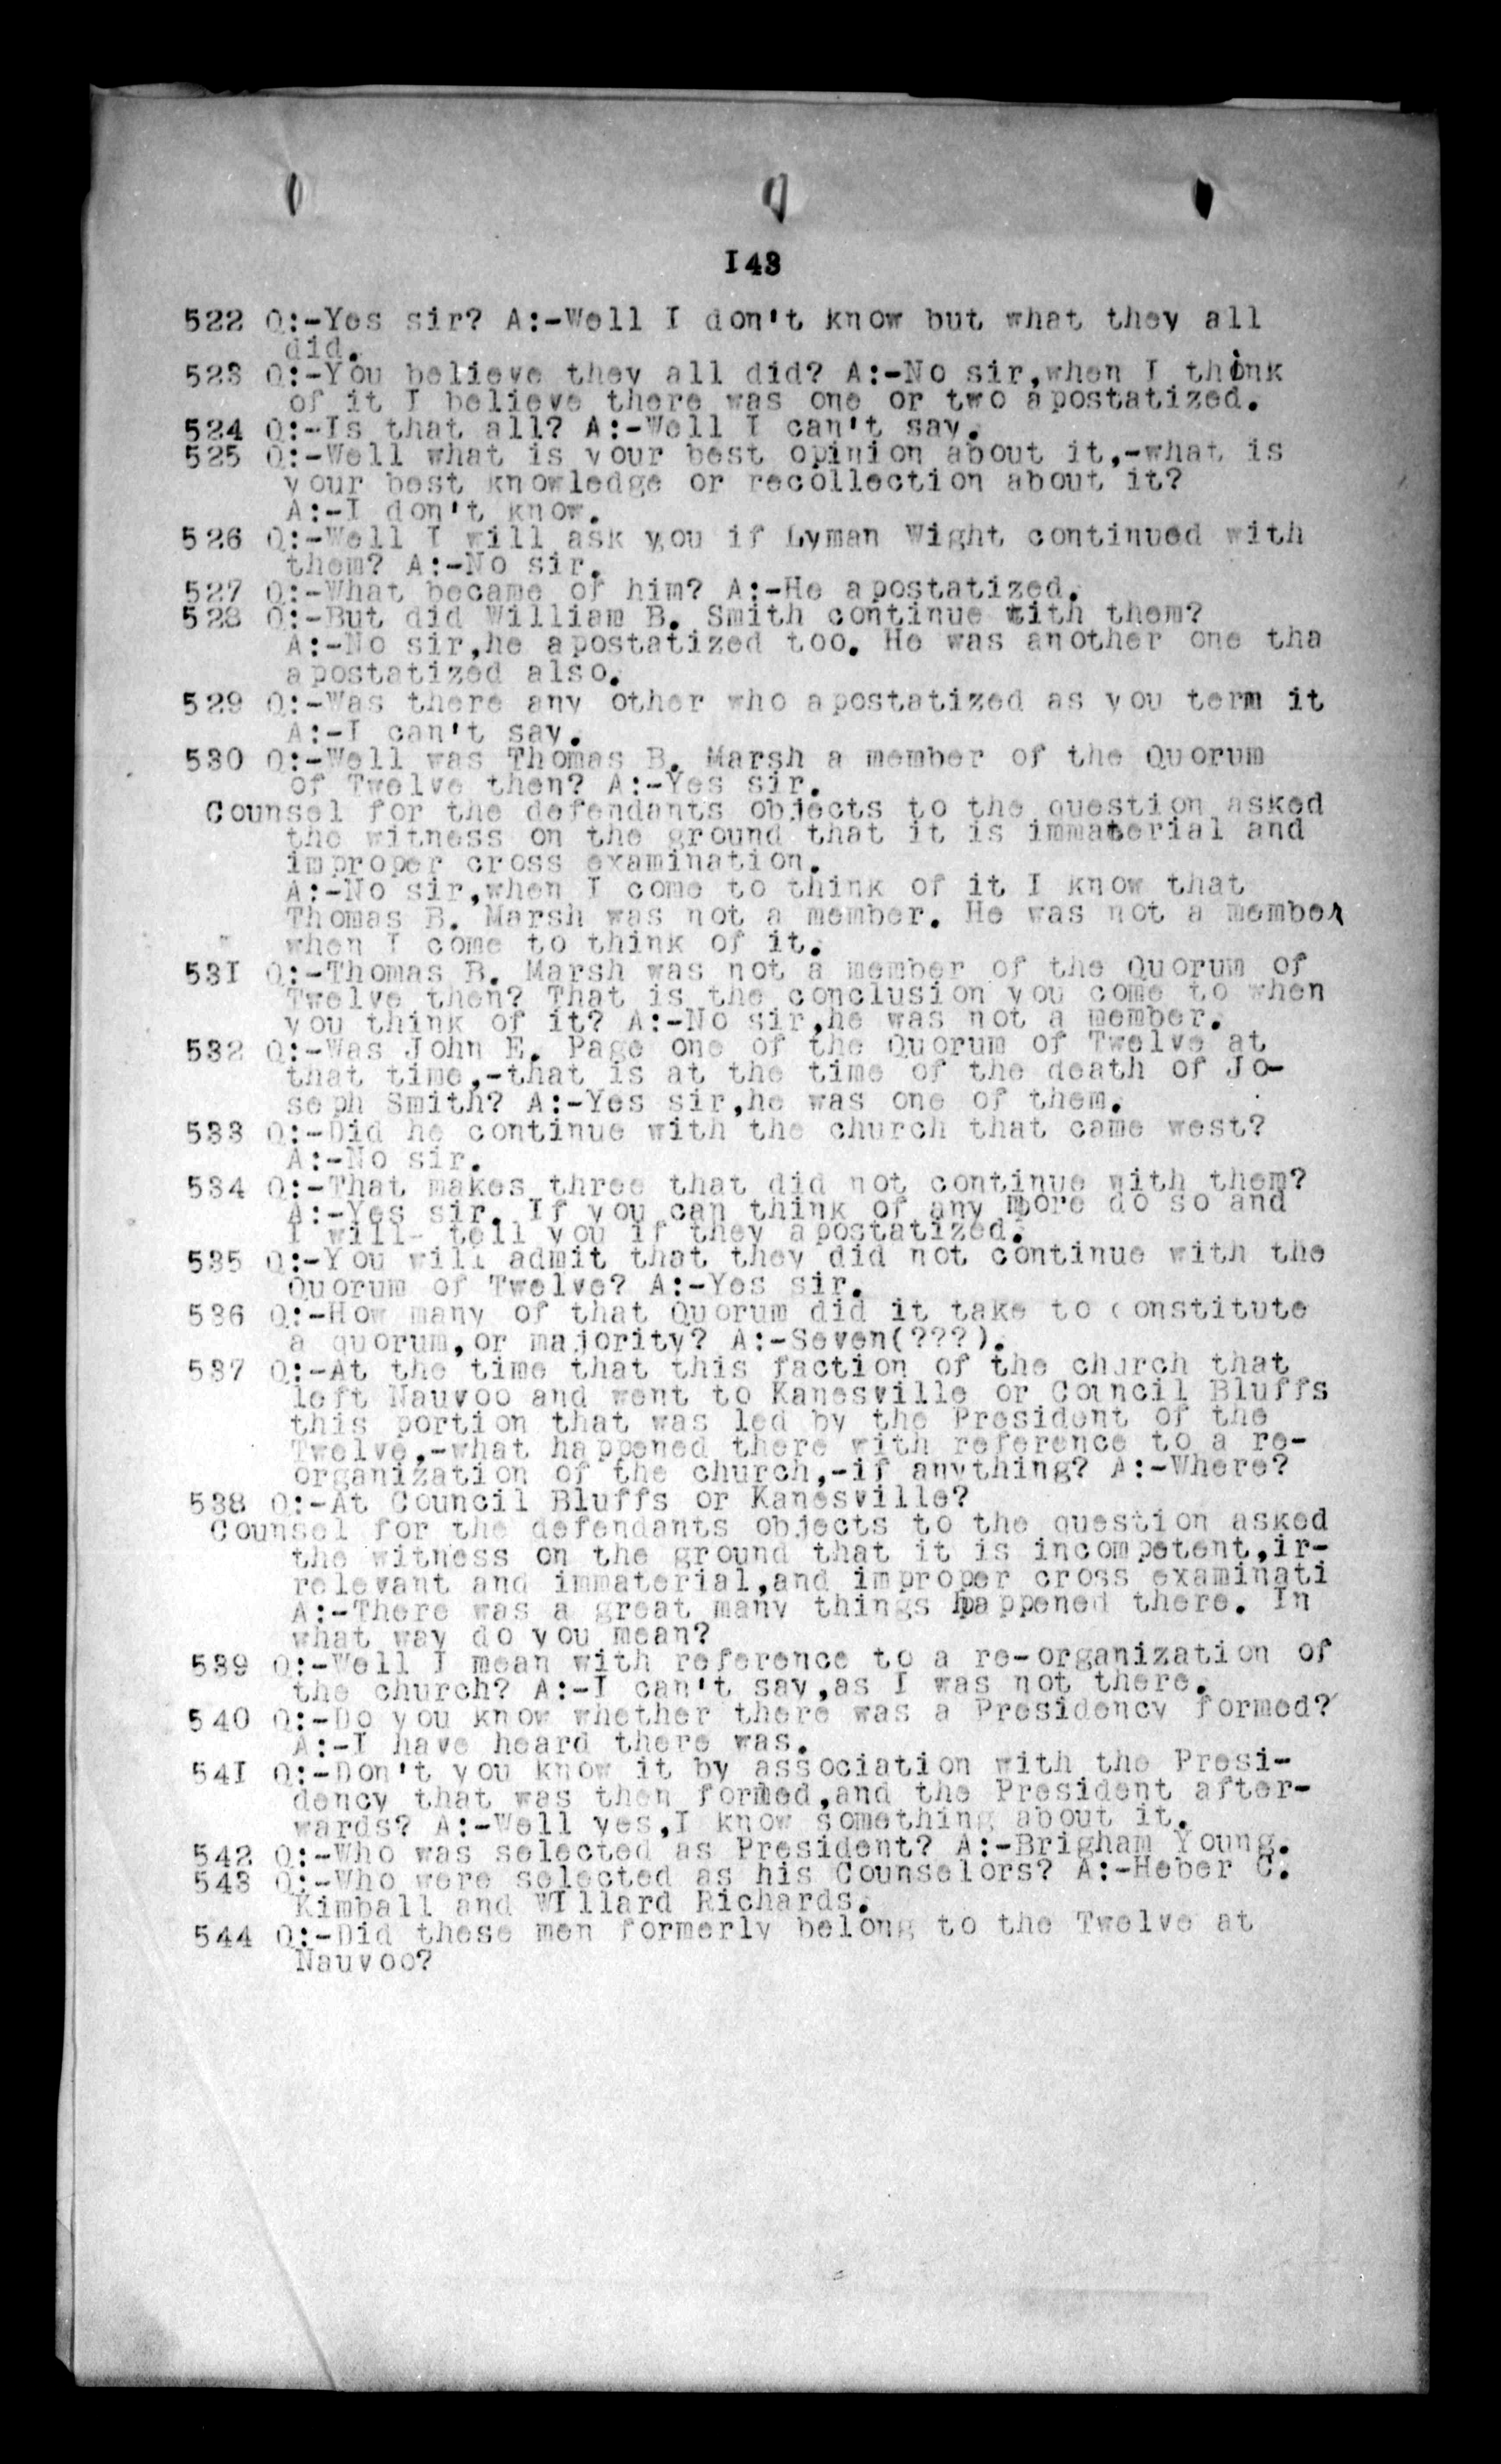 I43
522 Q:-Yes sir? A:-Well I don't know but what they all
did.
523 Q:-You believe they all did? A:-No sir,when I think
of it I believe there was one or two apostatized.
524 Q:-Is that all? A:-Well I can't say.
525 Q:-Well what is your best opinion about it,-what is
your best knowledge or recollection about it?
A:-I don't know.
526 Q:-Well I will ask you if Lyman Wight continued with
them? A:-No sir.
527 Q:-What became of him? A:-He apostatized.
528 Q:-But did William B. Smith continue with them?
A:-No sir,he apostatized too. He was another one tha
apostatized also.
529 Q:-Was there any other who apostatized as you term it
A:-I can't say.
530 Q:-Well was Thomas B. Marsh a member of the Quorum
of Twelve then? A:-Yes sir.
Counsel for the defendants objects to the question asked
the witness on the ground that it is immaterial and
improper cross examination.
A:-No sir,when I come to think of it I know that
Thomas B. Marsh was not a member. He was not a member
when I come to think of it.
53I Q:-Thomas B. Marsh was not a member of the Quorum of
Twelve then? That is the conclusion you come to when
you think of it? A:-No sir,he was not a member.
532 Q:-Was John E. Page one of the Quorum of Twelve at
that time,-that is at the time of the death of Jo-
seph Smith? A:-Yes sir,he was one of them.
533 Q:-Did he continue with the church that came west?
A:-No sir.
534 Q:-That makes three that did not continue with them?
A:-Yes sir. If you can think of any more do so and
I will- tell you if they apostatized.
535 Q:-You will admit that they did not continue with the
Quorum of Twelve? A:-Yes sir.
536 Q:-How many of that Quorum did it take to constitute
a quorum,or majority? A:-Seven(???).
537 Q:-At the time that this faction of the church that
left Nauvoo and went to Kanesville or Council Bluffs
this portion that was led by the President of the
Twelve,-what happened there with reference to a re-
organization of the church,-if anything? A:-Where?
538 Q:-At Council Bluffs or Kanesville?
Counsel for the defendants objects to the question asked
the witness on the ground that it is incompetent,ir-
relevant and immaterial,and improper cross examinati
A:-There was a great many things happened there. In
what way do you mean?
539 Q:-Well I mean with reference to a re-organization of
the church? A:-I can't say,as I was not there.
540 Q:-Do you know whether there was a Presidency formed?
A:-I have heard there was.
54I Q:-Don't you know it by association with the Presi-
dency that was then formed,and the President after-
wards? A:-Well yes,I know something about it.
542 Q:-Who was selected as President? A:-Brigham Young.
543 Q:-Who were selected as his Counselors? A:-Heber C.
Kimball and WIllard Richards.
544 Q:-Did these men formerly belong to the Twelve at
Nauvoo?